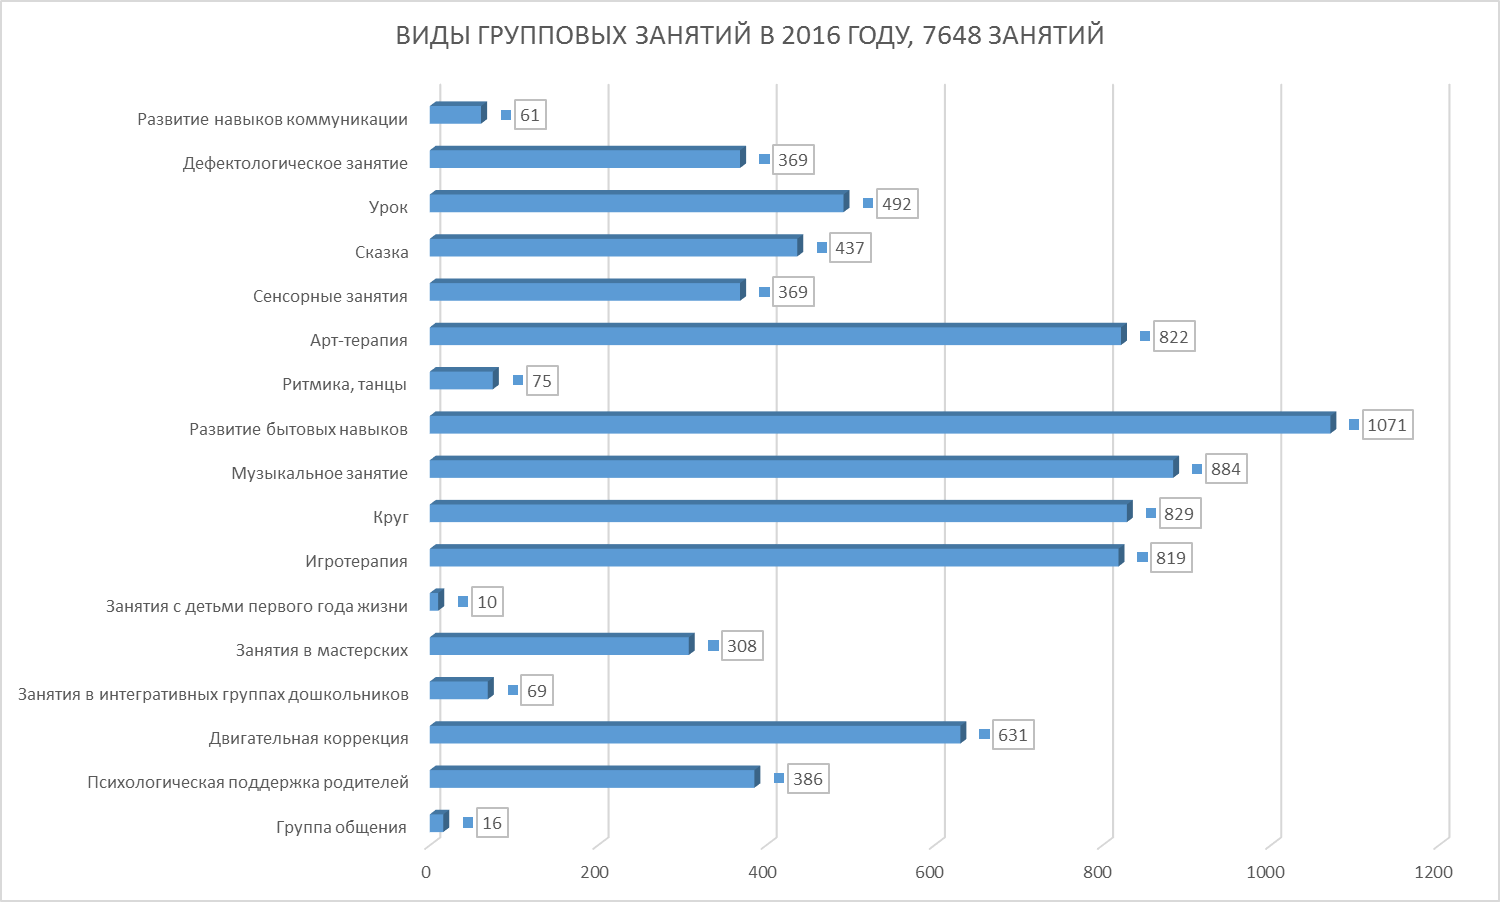 ВИДЫ ГРУППОВЫХ ЗАНЯТИЙ В 2016 ГОДУ, 7648 ЗАНЯТИЙ
Развитие навыков коммуникации 61
Дефектологическое занятие 369
Урок 492
Сказка 437
Сенсорные занятия 369
Арт-терапия 822
Ритмика, танцы 75
Развитие бытовых навыков 1071
Музыкальное занятие 884
Круг 829
Игротерапия 819
Занятия с детьми первого года жизни 10
Занятия в мастерских 308
Занятия в интегративных группах дошкольников 69
Двигательная коррекция 631
Психологическая поддержка родителей 386
Группа общения 16
0 200 400 600 800 1000 1200